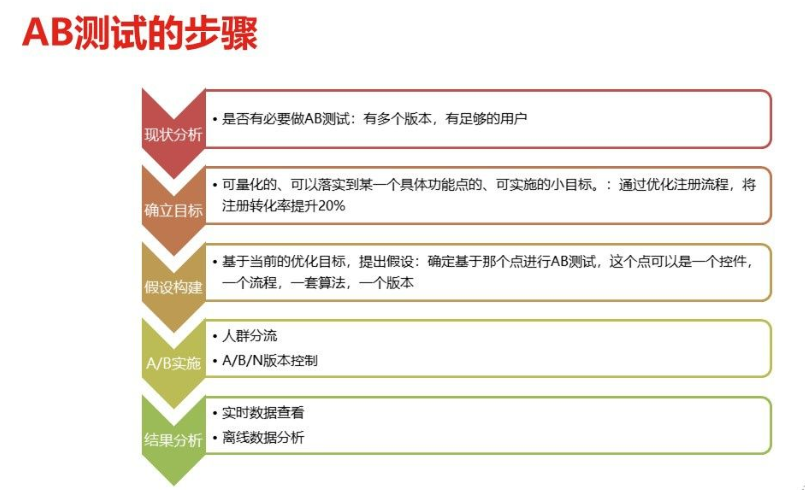 AB测试的步骤
现状分析
• 是否有必要做AB测试：有多个版本，有足够的用户
确立目标
• 可量化的、可以落实到某一个具体功能点的、可实施的小目标。：通过优化注册流程，将
注册转化率提升20%
假设构建
• 基于当前的优化目标，提出假设：确定基于那个点进行AB测试，这个点可以是一个控件，
一个流程，一套算法，一个版本
A/B实施
• 人群分流
• A/B/N版本控制
结果分析
• 实时数据查看
• 离线数据分析